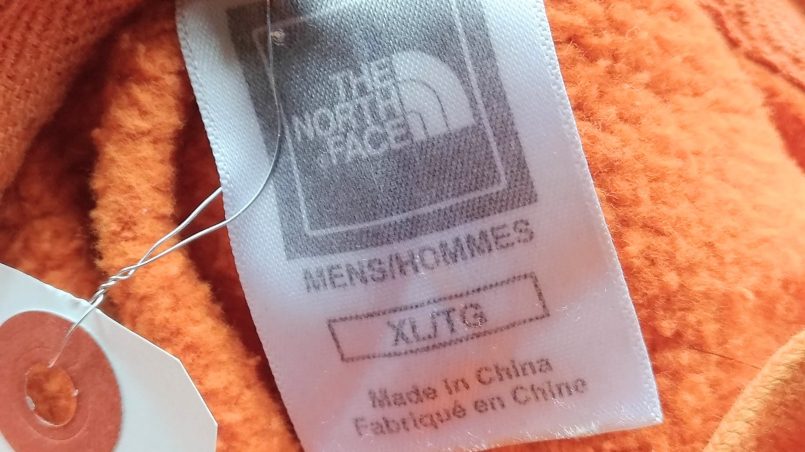 THE
NORTH
FACE
MENS/HOMMES
XL/TG
Made in China
Fabriqué en Chine